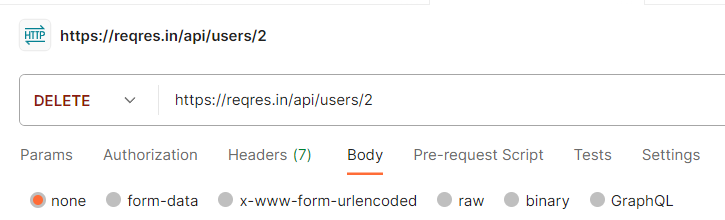 HTTP https://reqres.in/api/users/2
DELETE https://reqres.in/api/users/2
Params Authorization Headers (7) Body Pre-request Script Tests Settings
none form-data x-www-form-urlencoded raw binary GraphQL